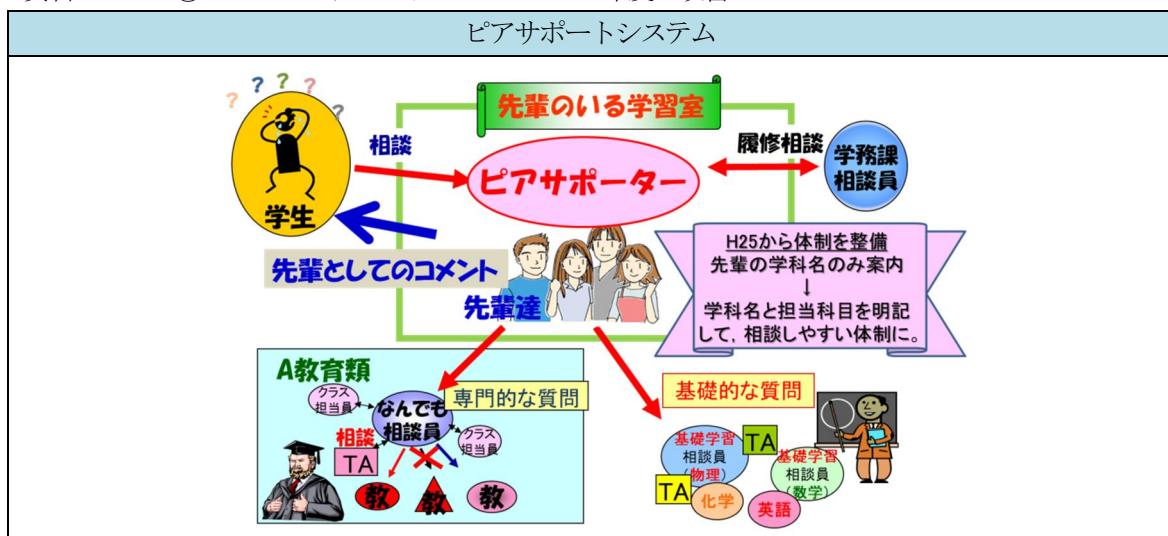 ピアサポートシステム
? ? ? ? ?
先輩のいる学習室
相談
ピアサポーター
履修相談
学務課
相談員
学生
先輩としてのコメント
先輩達
H25から体制を整備
先輩の学科名のみ案内
↓
学科名と担当科目を明記
して，相談しやすい体制に。
A教育類
クラス
担当員
なんでも
相談員
専門的な質問
クラス
担当員
相談
TA
教
教
教
基礎的な質問
基礎学習
相談員
(物理)
TA
基礎学習
相談員
(数学)
TA
化学
英語